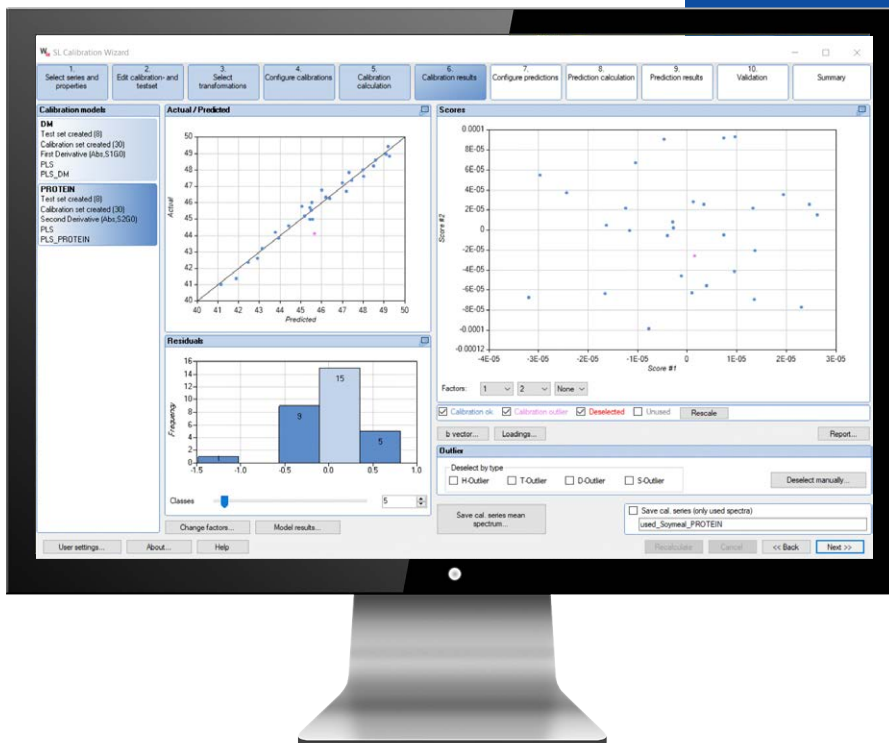 SL Calibration Wizard
1.
Select series and
properties
2.
Edit calibration- and
testset
3.
Select
transformations
4.
Configure calibrations
5.
Calibration
calculation
6.
Calibration results
7.
Configure predictions
8.
Prediction calculation
9.
Prediction results
10.
Validation
Summary
Calibration models
DM
Test set created (8)
Calibration set created (30)
First Derivative (Abs,S1G0)
PLS
PLS_DM
PROTEIN
Test set created (8)
Calibration set created (30)
Second Derivative (Abs,S2G0)
PLS
PLS_PROTEIN
Actual / Predicted
Actual
50
49
48
47
46
45
44
43
42
41
40
40 41 42 43 44 45 46 47 48 49 50
Predicted
Residuals
Frequency
16
14
12
10
8
6
4
2
0
1
9
15
5
-1.5 -1.0 -0.5 0.0 0.5 1.0
Classes
5
Change factors...
Model results...
Scores
Score #2
0.0001
8E-05
6E-05
4E-05
2E-05
0
-2E-05
-4E-05
-6E-05
-8E-05
-0.0001
-0.00012
-4E-05 -3E-05 -2E-05 -1E-05 0 1E-05 2E-05 3E-05
Score #1
Factors: 1 2 None
Calibration ok Calibration outlier Deselected Unused Rescale
b vector... Loadings... Report...
Outlier
Deselect by type
H-Outlier T-Outlier D-Outlier S-Outlier
Deselect manually...
Save cal. series mean
spectrum...
Save cal. series (only used spectra)
used_Soymeal_PROTEIN
User settings... About... Help Recalculate Cancel << Back Next >>